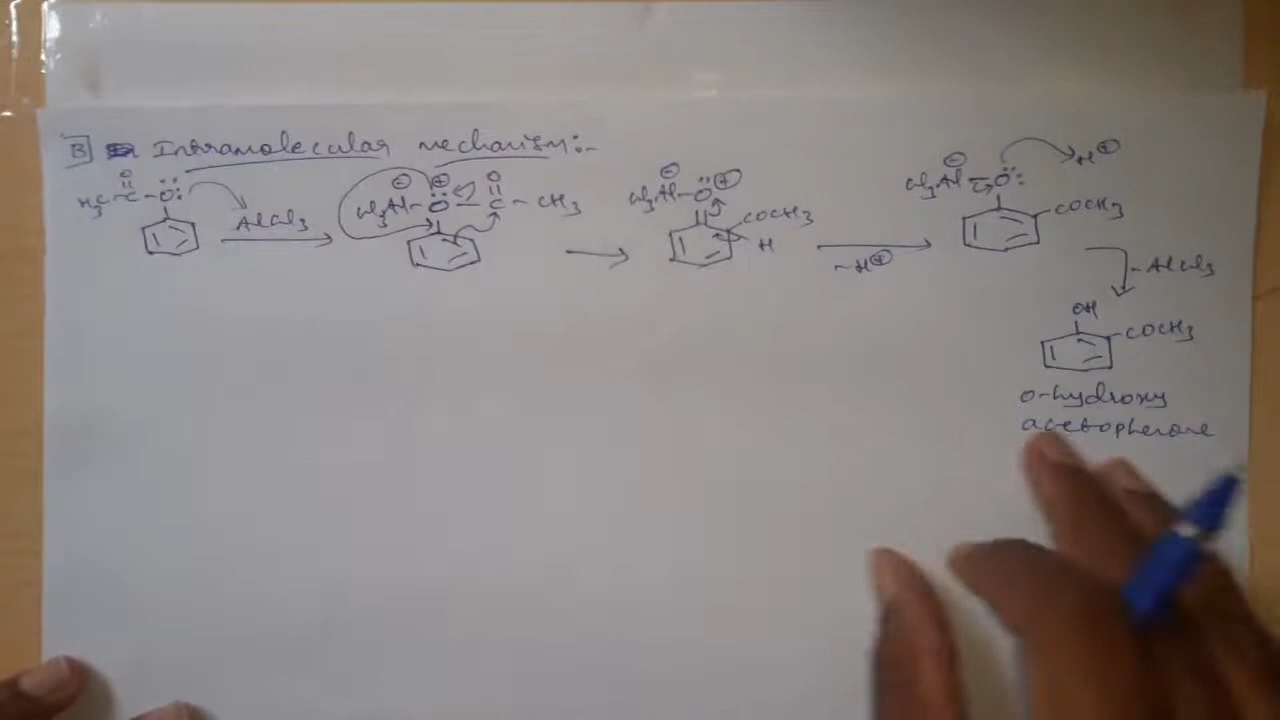 B Intramolecular mechanism:-
O
H3C-C-O:
AlCl3
⊖ ⊕ O
Cl3Al-O-C-CH3
⊖ ⊕
Cl3Al-O
COCH3
H
-H⊕
⊖ H⊕
Cl3Al-O:
COCH3
-AlCl3
OH
COCH3
o-hydroxy
acetophenone